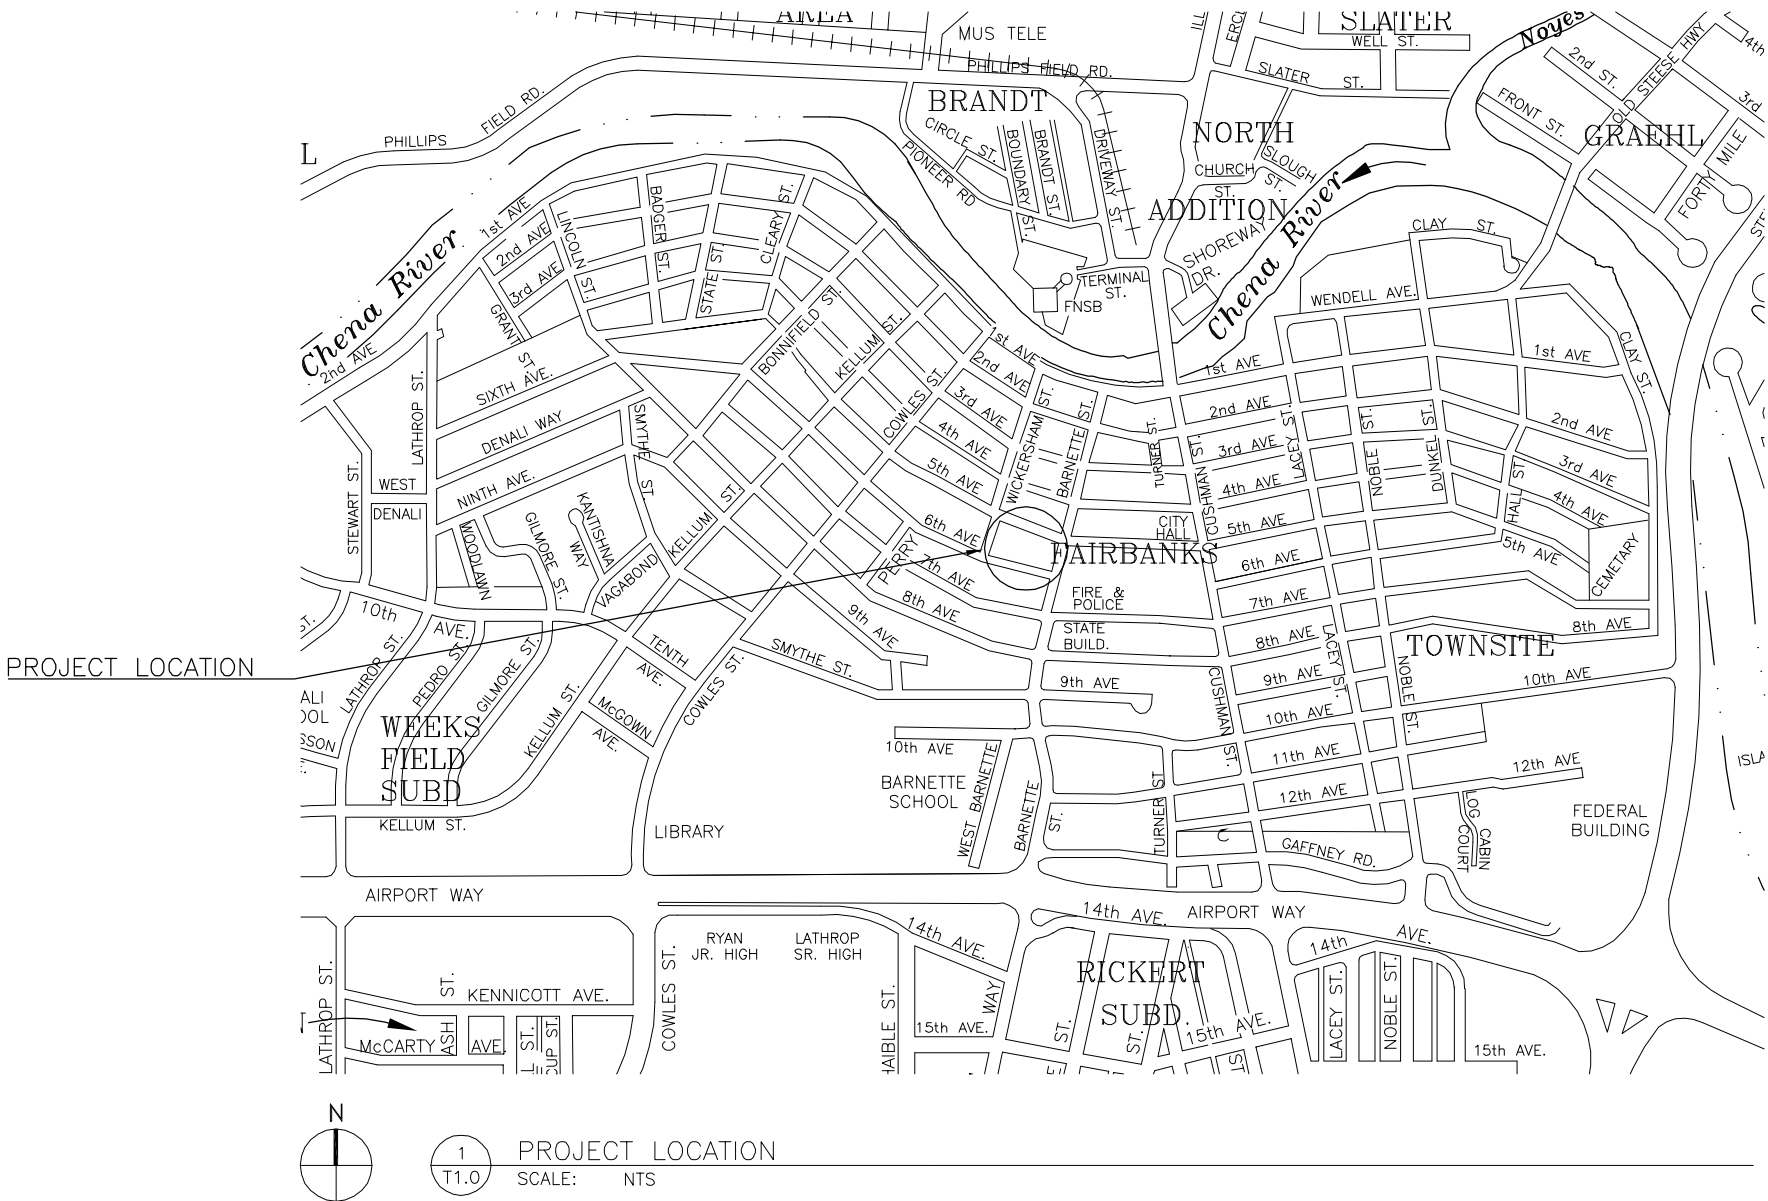 AREA
MUS TELE
SLATER
WELL ST.
Noyes
OLD STEESE HWY
4th
2nd ST.
3rd
PHILLIPS FIELD RD.
SLATER ST.
FRONT ST.
PHILLIPS FIELD RD.
BRANDT
CIRCLE ST.
BOUNDARY ST.
BRANDT ST.
DRIVEWAY ST.
PIONEER RD
NORTH
ADDITION
CHURCH ST.
SLOUGH ST.
GRAEHL
FORTY MILE
L
Chena River
SHOREWAY DR.
CLAY ST.
TERMINAL ST.
FNSB
WENDELL AVE.
Chena River
1st AVE
2nd AVE
3rd AVE
LINCOLN ST.
BADGER ST.
STATE ST.
CLEARY ST.
GRANT ST.
2nd AVE
LATHROP ST.
SIXTH AVE.
DENALI WAY
SMYTHE ST.
BONNIFIELD ST.
KELLUM ST.
COWLES ST.
1st AVE
2nd AVE
3rd AVE
4th AVE
5th AVE
6th AVE
7th AVE
8th AVE
9th AVE
PERRY
WICKERSHAM ST.
BARNETTE ST.
TURNER ST.
CUSHMAN ST.
1st AVE
2nd AVE
3rd AVE
4th AVE
5th AVE
6th AVE
7th AVE
8th AVE
9th AVE
10th AVE
11th AVE
12th AVE
LACEY ST.
NOBLE ST.
DUNKEL ST.
HALL ST
CLAY ST.
1st AVE
2nd AVE
3rd AVE
4th AVE
5th AVE
CEMETARY
8th AVE
STEWART ST.
WEST
DENALI
NINTH AVE.
WOODLAWN
GILMORE ST.
KANTISHNA WAY
VAGABOND
KELLUM ST.
CITY HALL
FAIRBANKS
FIRE & POLICE
STATE BUILD.
TOWNSITE
10th AVE
10th AVE.
ST.
LATHROP ST.
PEDRO ST.
GILMORE ST.
KELLUM ST.
TENTH AVE.
McGOWN AVE.
COWLES ST.
SMYTHE ST.
9th AVE
CUSHMAN ST.
LACEY ST.
NOBLE ST.
PROJECT LOCATION
WEEKS
FIELD
SUBD
KELLUM ST.
LIBRARY
10th AVE
BARNETTE
SCHOOL
WEST BARNETTE
BARNETTE ST.
TURNER ST
GAFFNEY RD.
12th AVE
LOG CABIN COURT
FEDERAL
BUILDING
AIRPORT WAY
AIRPORT WAY
14th AVE.
14th AVE.
14th AVE.
RYAN
JR. HIGH
LATHROP
SR. HIGH
RICKERT
SUBD.
LATHROP ST.
KENNICOTT AVE.
McCARTY AVE.
ASH ST.
COWLES ST.
WAY
15th AVE.
15th AVE.
15th AVE.
LACEY ST.
NOBLE ST.
N
1
T1.0
PROJECT LOCATION
SCALE: NTS